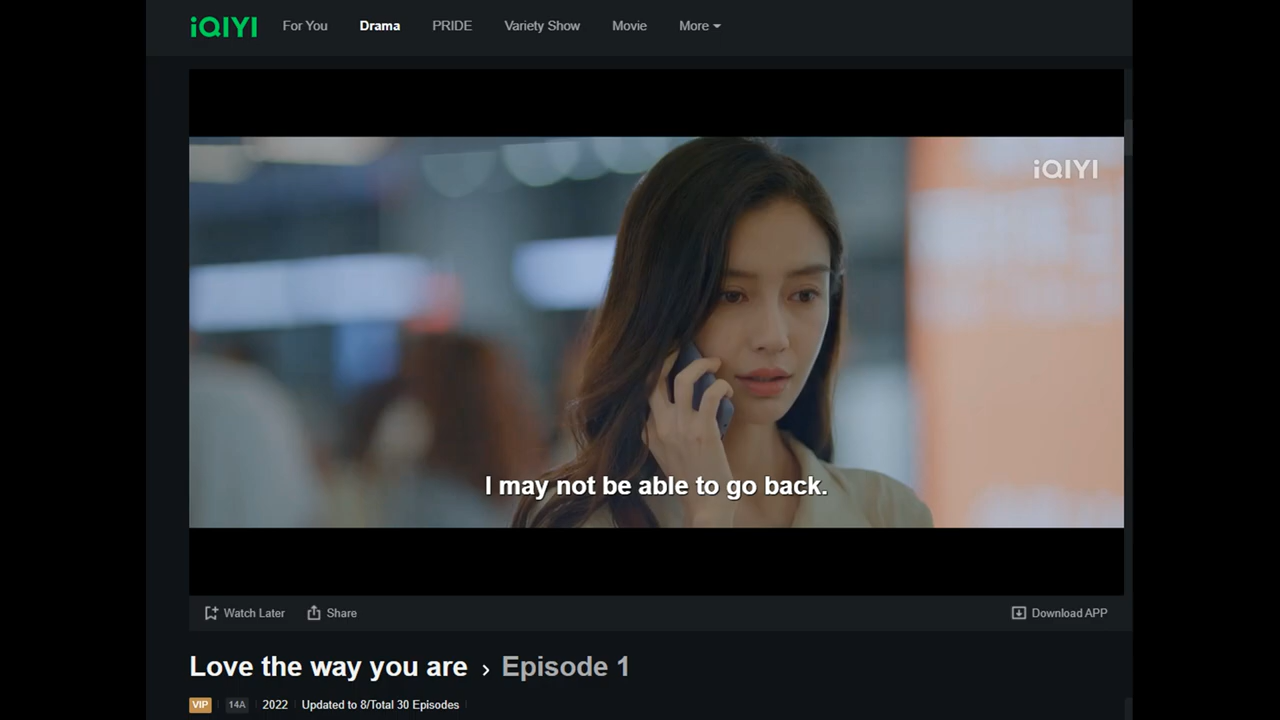 iQIYI For You Drama PRIDE Variety Show Movie More
iQIYI
I may not be able to go back.
Watch Later Share Download APP
Love the way you are › Episode 1
VIP 14A 2022 Updated to 8/Total 30 Episodes